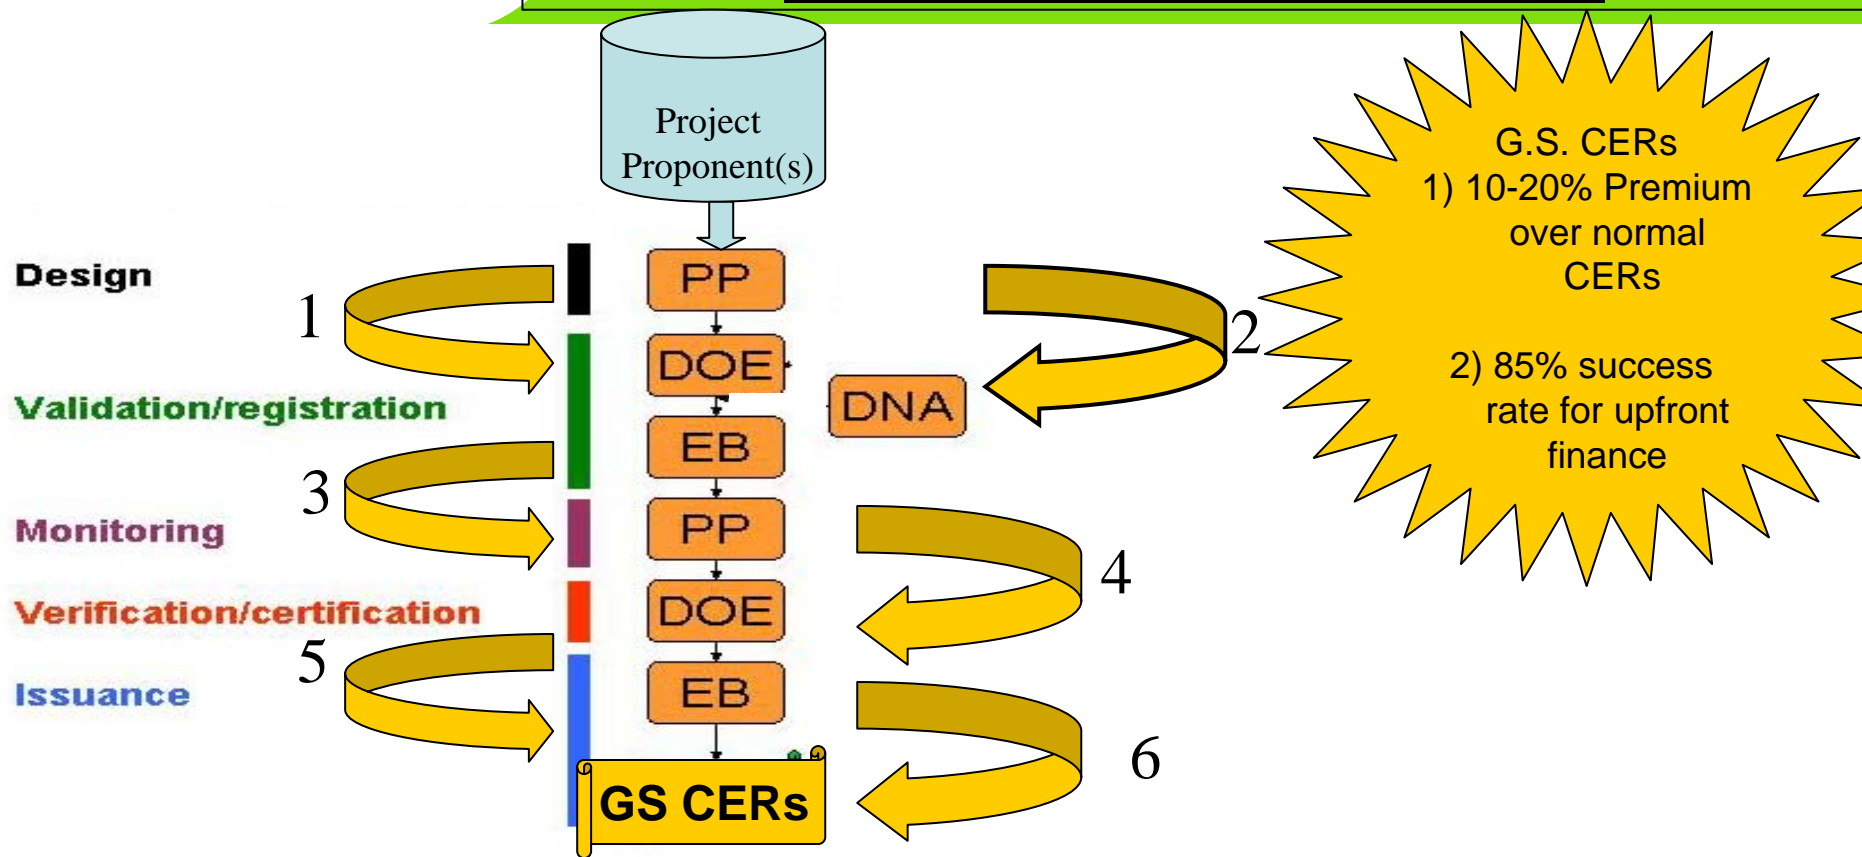 Project
Proponent(s)
G.S. CERs
1) 10-20% Premium
over normal
CERs
2) 85% success
rate for upfront
finance
Design
1
PP
2
DOE
Validation/registration
DNA
EB
3
Monitoring
PP
4
Verification/certification
DOE
5
Issuance
EB
6
GS CERs